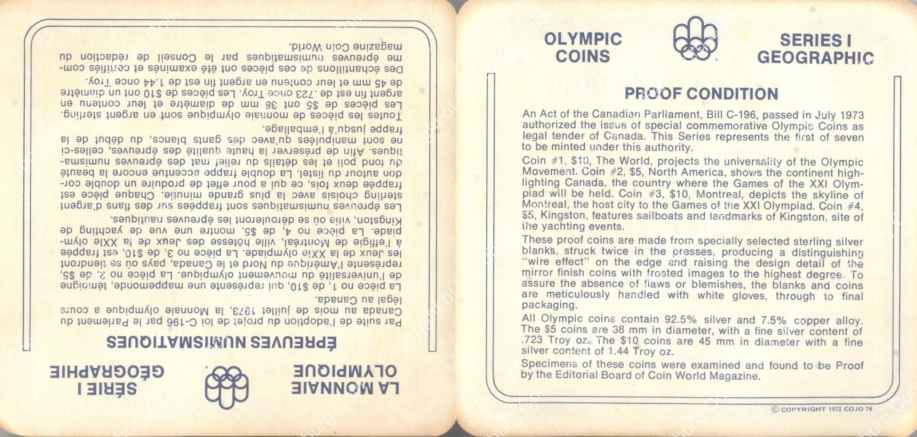 OLYMPIC
COINS
SERIES I
GEOGRAPHIC
PROOF CONDITION
An Act of the Canadian Parliament, Bill C-196, passed in July 1973
authorized the issue of special commemorative Olympic Coins as
legal tender of Canada. This Series represents the first of seven
to be minted under this authority.
Coin #1, $10, The World, projects the universality of the Olympic
Movement. Coin #2, $5, North America, shows the continent high-
lighting Canada, the country where the Games of the XXI Olym-
piad will be held. Coin #3, $10, Montreal, depicts the skyline of
Montreal, the host city to the Games of the XXI Olympiad. Coin #4,
$5, Kingston, features sailboats and landmarks of Kingston, site of
the yachting events.
These proof coins are made from specially selected sterling silver
blanks, struck twice in the presses, producing a distinguishing
"wire effect" on the edge and raising the design detail of the
mirror finish coins with frosted images to the highest degree. To
assure the absence of flaws or blemishes, the blanks and coins
are meticulously handled with white gloves, through to final
packaging.
All Olympic coins contain 92.5% silver and 7.5% copper alloy.
The $5 coins are 38 mm in diameter, with a fine silver content of
.723 Troy oz. The $10 coins are 45 mm in diameter with a fine
silver content of 1.44 Troy oz.
Specimens of these coins were examined and found to be Proof
by the Editorial Board of Coin World Magazine.
© COPYRIGHT 1972 COJO 76
LA MONNAIE
OLYMPIQUE
SÉRIE I
GÉOGRAPHIE
ÉPREUVES NUMISMATIQUES
Par suite de l'adoption du projet de loi C-196 par le Parlement du
Canada au mois de juillet 1973, la Monnaie olympique a cours
légal au Canada.
La pièce no 1, de $10, qui représente une mappemonde, témoigne
de l'universalité du mouvement olympique. La pièce no 2, de $5,
représente l'Amérique du Nord et le Canada, pays où se tiendront
les Jeux de la XXIe olympiade. La pièce no 3, de $10, est frappée
à l'effigie de Montréal, ville hôtesse des Jeux de la XXIe olym-
piade. La pièce no 4, de $5, montre une vue de yachting de
Kingston, ville où se dérouleront les épreuves nautiques.
Les épreuves numismatiques sont frappées sur des flans d'argent
sterling choisis avec la plus grande minutie. Chaque pièce est
frappée deux fois, ce qui a pour effet de produire un double cor-
don autour du listel. La double frappe accentue encore la beauté
du fond poli et les détails du relief mat des épreuves numisma-
tiques. Afin de préserver la haute qualité des épreuves, celles-ci
ne sont manipulées qu'avec des gants blancs, du début de la
frappe jusqu'à l'emballage.
Toutes les pièces de monnaie olympique sont en argent sterling.
Les pièces de $5 ont 38 mm de diamètre et leur contenu en
argent fin est de .723 once Troy. Les pièces de $10 ont un diamètre
de 45 mm et leur contenu en argent fin est de 1.44 once Troy.
Des échantillons de ces pièces ont été examinées et certifiés com-
me épreuves numismatiques par le Conseil de rédaction du
magazine Coin World.